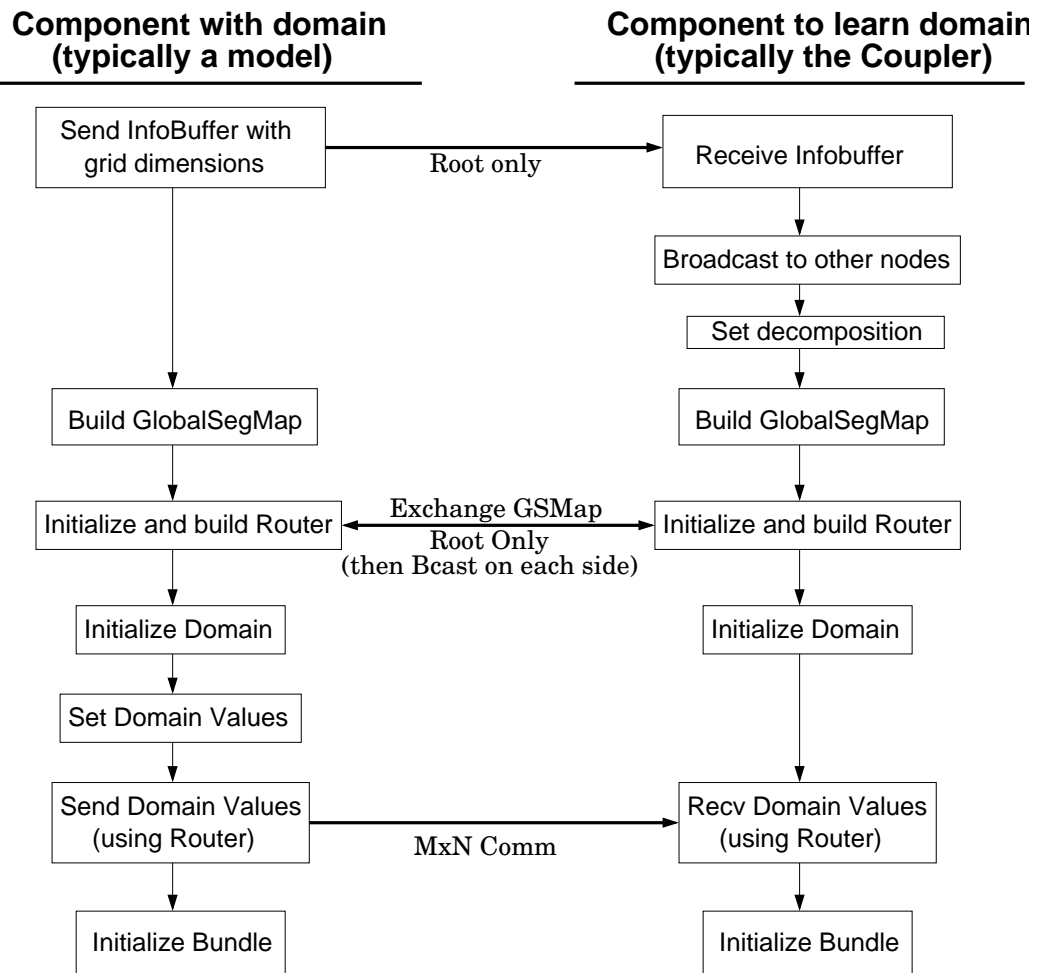 Component with domain
(typically a model)
Component to learn domain
(typically the Coupler)
Send InfoBuffer with
grid dimensions
Root only
Receive Infobuffer
Broadcast to other nodes
Set decomposition
Build GlobalSegMap
Build GlobalSegMap
Initialize and build Router
Exchange GSMap
Root Only
(then Bcast on each side)
Initialize and build Router
Initialize Domain
Initialize Domain
Set Domain Values
Send Domain Values
(using Router)
MxN Comm
Recv Domain Values
(using Router)
Initialize Bundle
Initialize Bundle